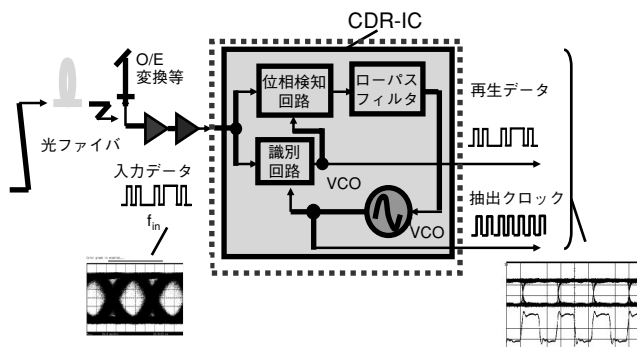 CDR-IC
O/E
変換等
位相検知
回路
ローパス
フィルタ
再生データ
光ファイバ
識別
回路
入力データ
VCO
抽出クロック
VCO
fin